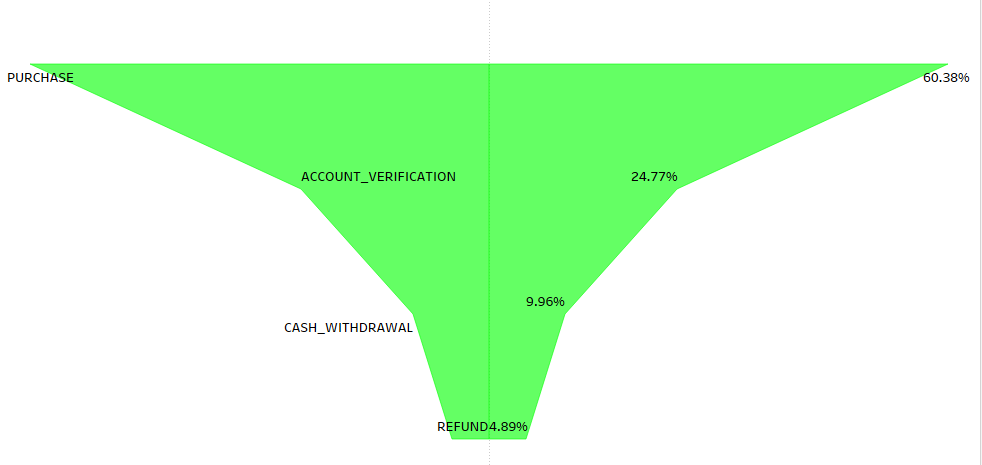 PURCHASE 60.38%
ACCOUNT_VERIFICATION 24.77%
9.96%
CASH_WITHDRAWAL
REFUND4.89%